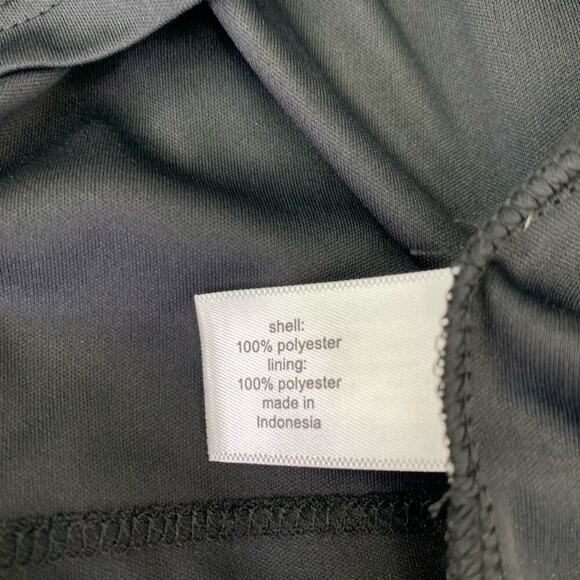 shell:
100% polyester
lining:
100% polyester
made in
Indonesia